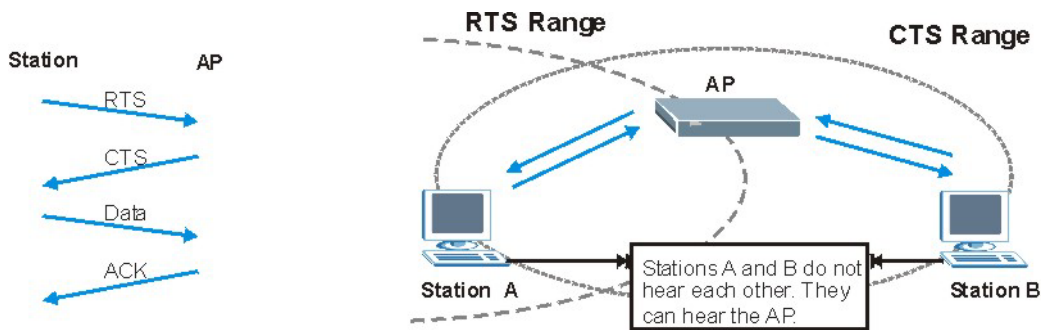 Station AP
RTS
CTS
Data
ACK
RTS Range
CTS Range
AP
Station A
Stations A and B do not
hear each other. They
can hear the AP.
Station B